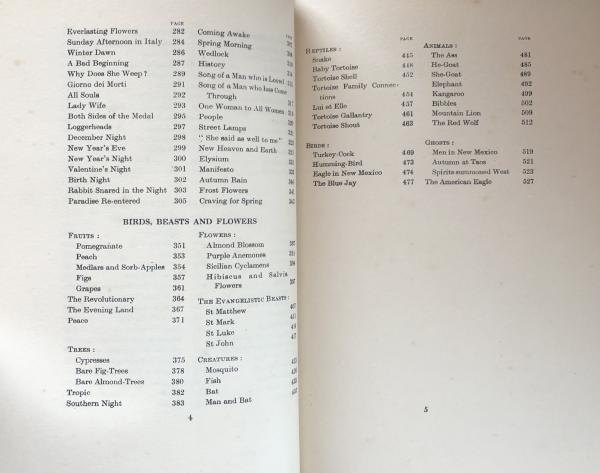 PAGE
Everlasting Flowers 282
Sunday Afternoon in Italy 284
Winter Dawn 286
A Bad Beginning 287
Why Does She Weep? 289
Giorno dei Morti 291
All Souls 292
Lady Wife 293
Both Sides of the Medal 295
Loggerheads 297
December Night 298
New Year's Eve 299
New Year's Night 300
Valentine's Night 301
Birth Night 302
Rabbit Snared in the Night 303
Paradise Re-entered 305
PAGE
Coming Awake
Spring Morning
Wedlock
History
Song of a Man who is Loved
Song of a Man who has Come
Through
One Woman to All Women
People
Street Lamps
"She said as well to me"
New Heaven and Earth
Elysium
Manifesto
Autumn Rain
Frost Flowers
Craving for Spring
BIRDS, BEASTS AND FLOWERS
FRUITS:
Pomegranate 351
Peach 353
Medlars and Sorb-Apples 354
Figs 357
Grapes 361
The Revolutionary 364
The Evening Land 367
Peace 371
TREES:
Cypresses 375
Bare Fig-Trees 378
Bare Almond-Trees 380
Tropic 382
Southern Night 383
FLOWERS:
Almond Blossom
Purple Anemones
Sicilian Cyclamens
Hibiscus and Salvia
Flowers
THE EVANGELISTIC BEASTS:
St Matthew
St Mark
St Luke
St John
CREATURES:
Mosquito
Fish
Bat
Man and Bat
4
PAGE
REPTILES:
Snake 445
Baby Tortoise 448
Tortoise Shell 452
Tortoise Family Connec-
tions 454
Lui et Elle 457
Tortoise Gallantry 461
Tortoise Shout 463
BIRDS:
Turkey-Cock 469
Humming-Bird 473
Eagle in New Mexico 474
The Blue Jay 477
PAGE
ANIMALS:
The Ass 481
He-Goat 485
She-Goat 489
Elephant 492
Kangaroo 499
Bibbles 502
Mountain Lion 509
The Red Wolf 512
GHOSTS:
Men in New Mexico 519
Autumn at Taos 521
Spirits summoned West 523
The American Eagle 527
5